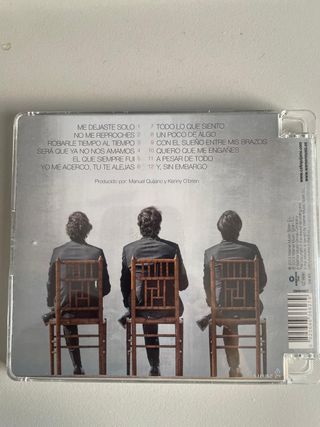 ME DEJASTE SOLO 1
NO ME REPROCHES 2
ROBARLE TIEMPO AL TIEMPO 3
SERÁ QUE YA NO NOS AMAMOS 4
EL QUE SIEMPRE FUI 5
YO ME ACERCO, TU TE ALEJAS 6
7 TODO LO QUE SIENTO
8 UN POCO DE ALGO
9 CON EL SUEÑO ENTRE MIS BRAZOS
10 QUIERO QUE ME ENGAÑES
11 A PESAR DE TODO
12 Y, SIN EMBARGO
Producido por: Manuel Quijano y Kenny O'brien